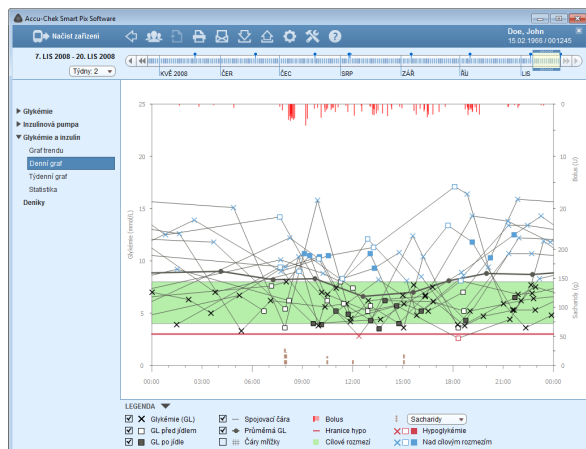 Accu-Chek Smart Pix Software
Načíst zařízení
Doe, John
15.02.1966 / 001245
7. LIS 2008 - 20. LIS 2008
Týdny: 2
KVĚ 2008
ČER
ČEC
SRP
ZÁŘ
ŘÍJ
LIS
Glykémie
Inzulinová pumpa
Glykémie a inzulin
Graf trendu
Denní graf
Týdenní graf
Statistika
Deníky
Glykémie (mmol/L)
25
20
15
10
5
0
Bolus (U)
0
10
20
Sacharidy (g)
200
150
100
50
0
00:00
03:00
06:00
09:00
12:00
15:00
18:00
21:00
00:00
LEGENDA
Glykémie (GL)
Spojovací čára
Bolus
Sacharidy
GL před jídlem
Průměrná GL
Hranice hypo
Hypoglykémie
GL po jídle
Čáry mřížky
Cílové rozmezí
Nad cílovým rozmezím